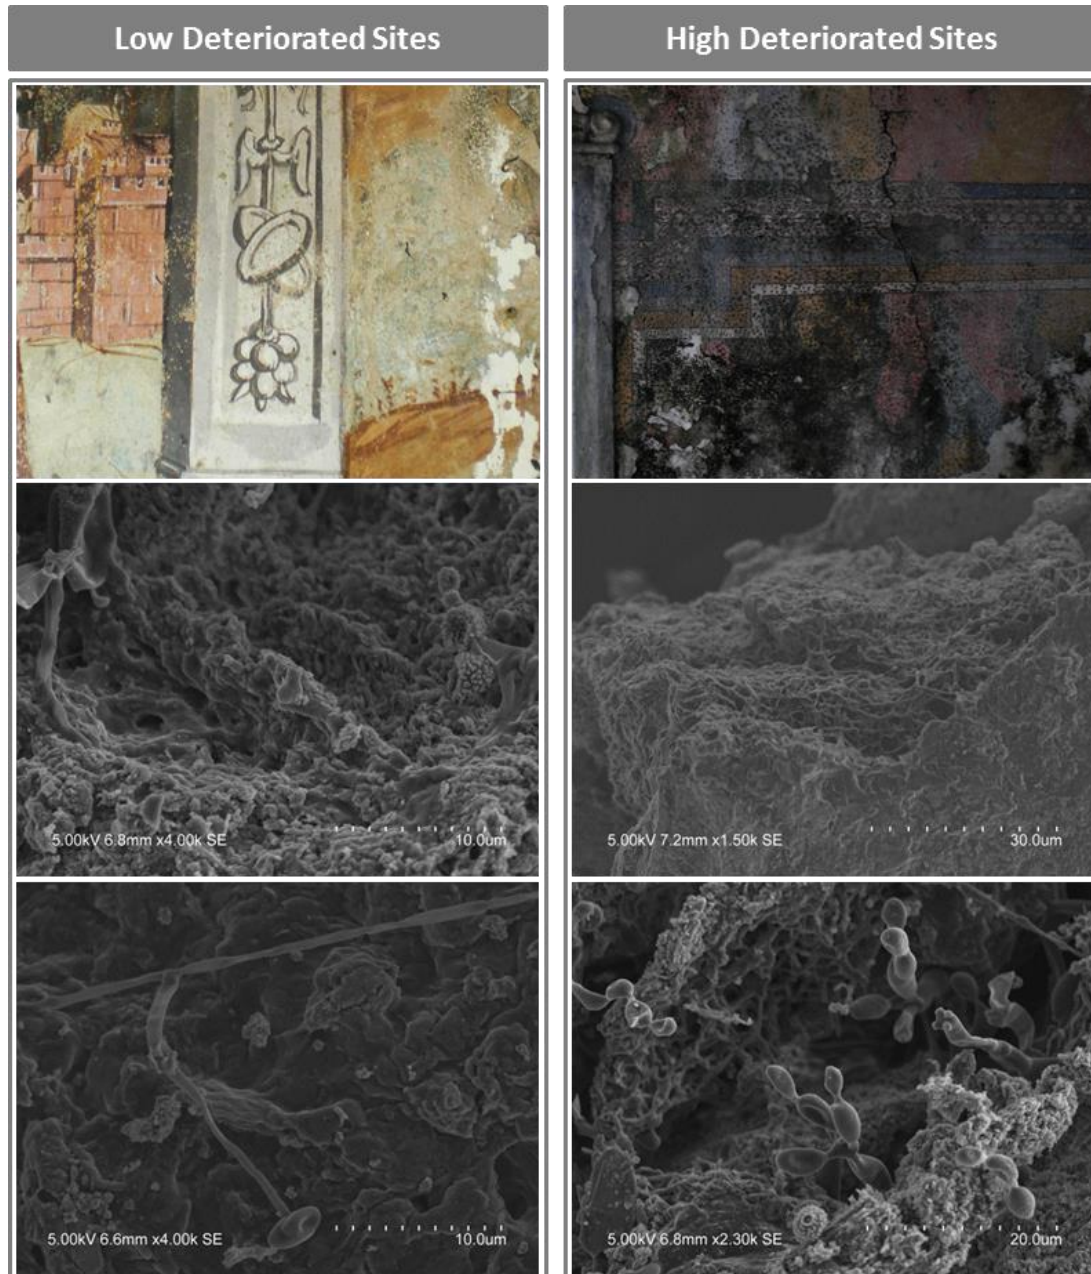 Low Deteriorated Sites
High Deteriorated Sites
5.00kV 6.8mm x4.00k SE 10.0um
5.00kV 7.2mm x1.50k SE 30.0um
5.00kV 6.6mm x4.00k SE 10.0um
5.00kV 6.8mm x2.30k SE 20.0um